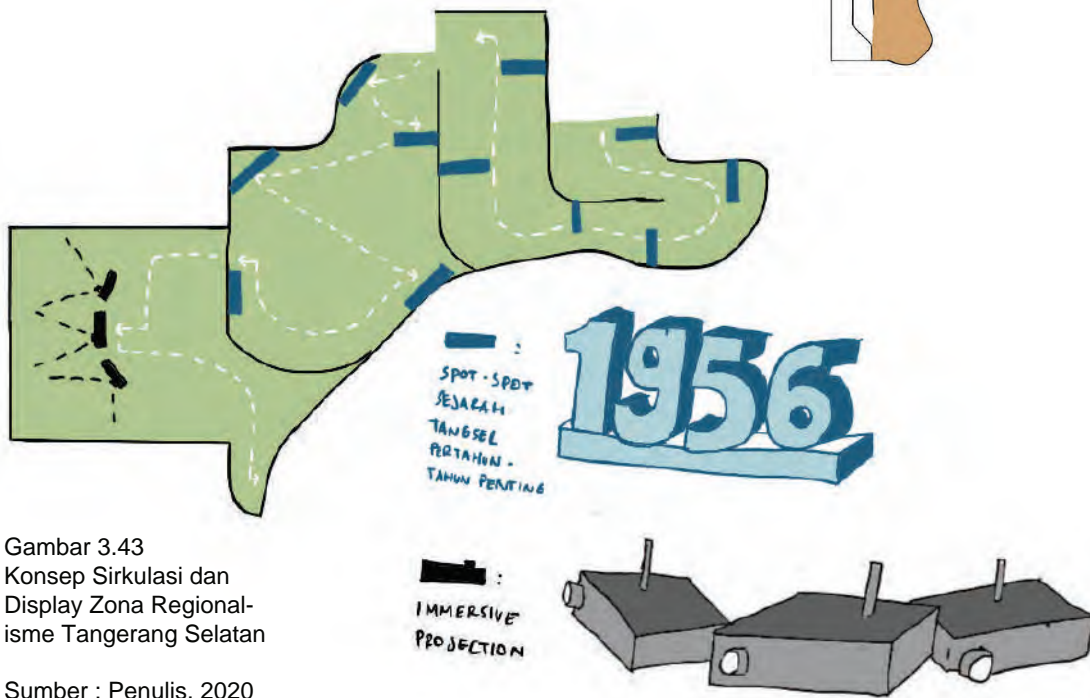 1956
:
SPOT-SPOT
SEJARAH
TANGSEL
PERTAHUN-
TAHUN PENTING
:
IMMERSIVE
PROJECTION
Gambar 3.43
Konsep Sirkulasi dan
Display Zona Regional-
isme Tangerang Selatan
Sumber : Penulis, 2020